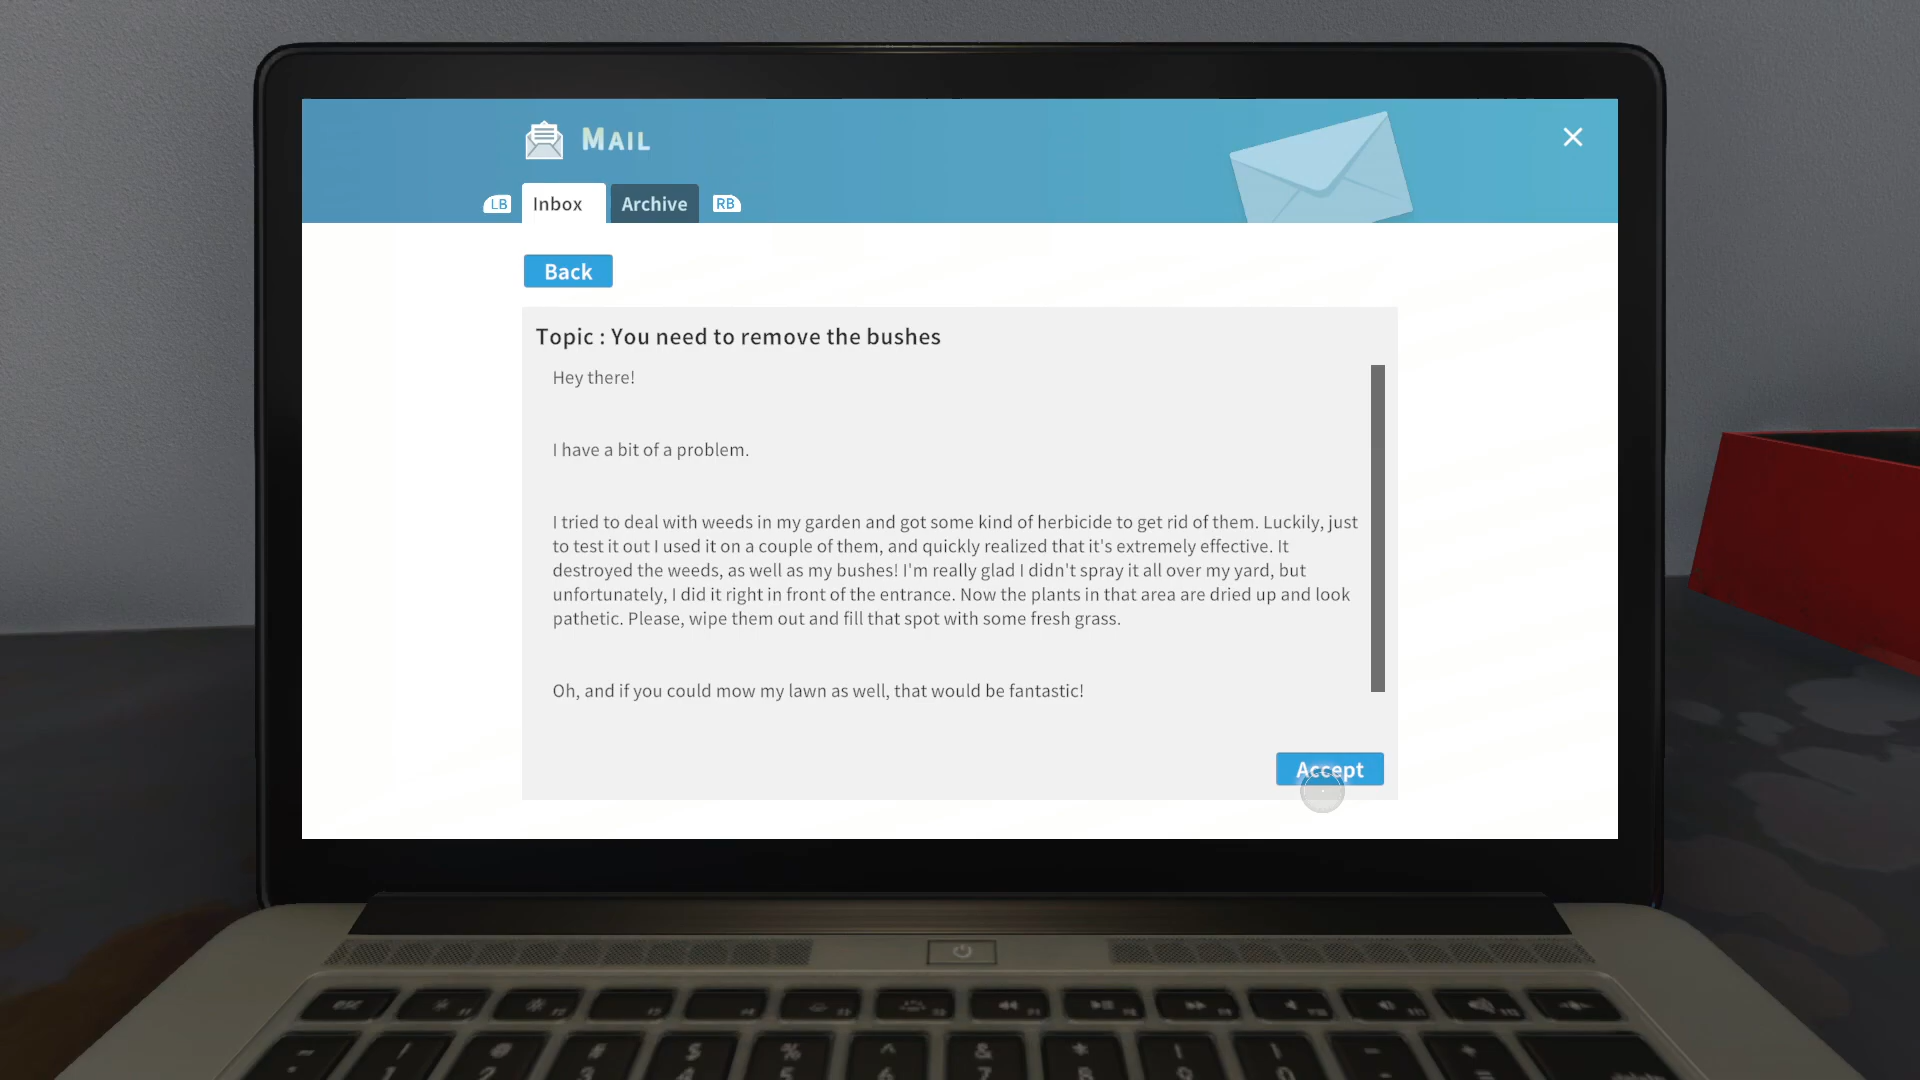 MAIL
LB
Inbox
Archive
RB
Back
Topic : You need to remove the bushes
Hey there!
I have a bit of a problem.
I tried to deal with weeds in my garden and got some kind of herbicide to get rid of them. Luckily, just
to test it out I used it on a couple of them, and quickly realized that it's extremely effective. It
destroyed the weeds, as well as my bushes! I'm really glad I didn't spray it all over my yard, but
unfortunately, I did it right in front of the entrance. Now the plants in that area are dried up and look
pathetic. Please, wipe them out and fill that spot with some fresh grass.
Oh, and if you could mow my lawn as well, that would be fantastic!
Accept
esc